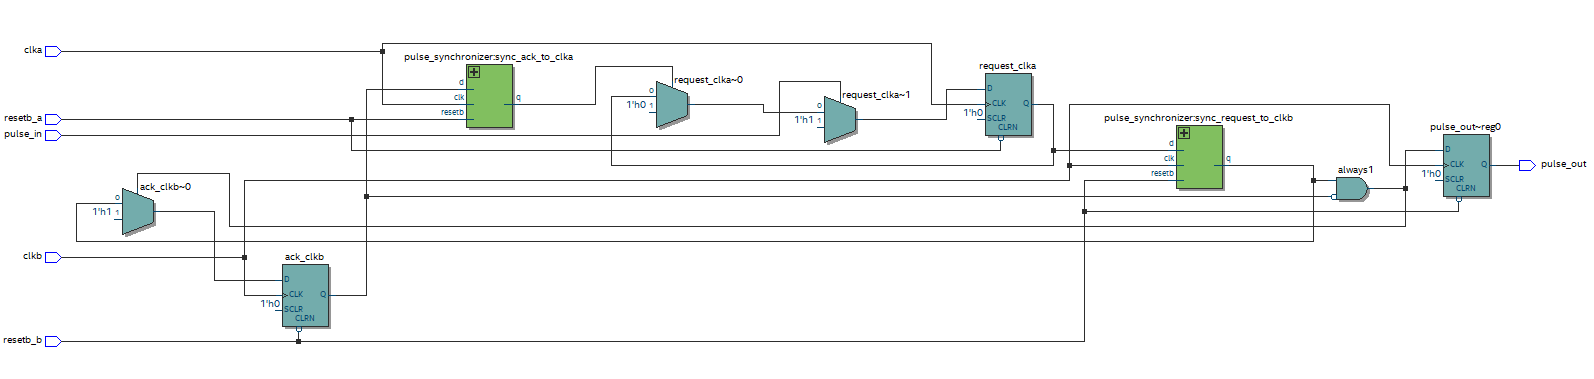 clka
pulse_synchronizer:sync_ack_to_clka
d
clk
resetb
q
request_clka~0
0
1'h0 1
request_clka~1
0
1'h1 1
request_clka
D
CLK
1'h0
SCLR
CLRN
Q
resetb_a
pulse_in
pulse_synchronizer:sync_request_to_clkb
d
clk
resetb
q
always1
pulse_out~reg0
D
CLK
1'h0
SCLR
CLRN
Q
pulse_out
ack_clkb~0
0
1'h1 1
clkb
ack_clkb
D
CLK
1'h0
SCLR
CLRN
Q
resetb_b